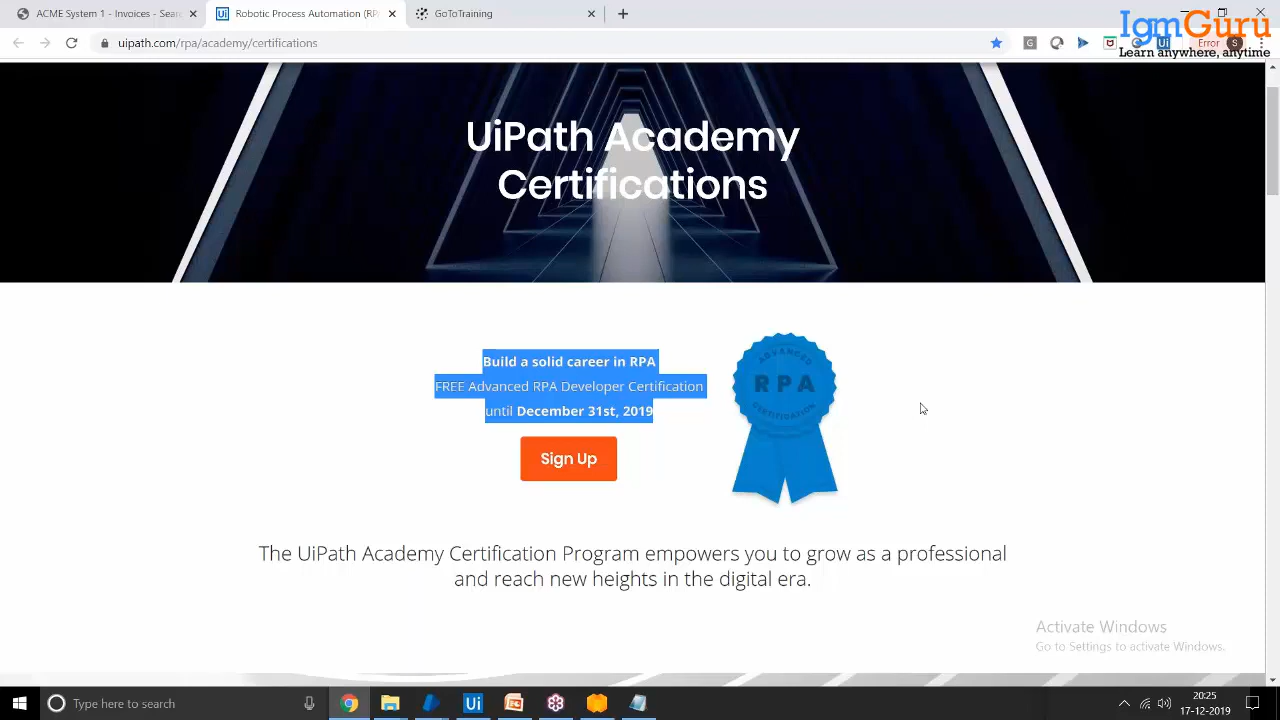 ACME System 1 - Invoices - Sear
Robotic Process Automation (RP
GoToTraining
IgmGuru
Learn anywhere, anytime
uipath.com/rpa/academy/certifications
G
Ui
Error
S
UiPath Academy
Certifications
Build a solid career in RPA
FREE Advanced RPA Developer Certification
until December 31st, 2019
Sign Up
ADVANCED
RPA
CERTIFICATION
The UiPath Academy Certification Program empowers you to grow as a professional
and reach new heights in the digital era.
Activate Windows
Go to Settings to activate Windows.
Type here to search
Ui
20:25
17-12-2019